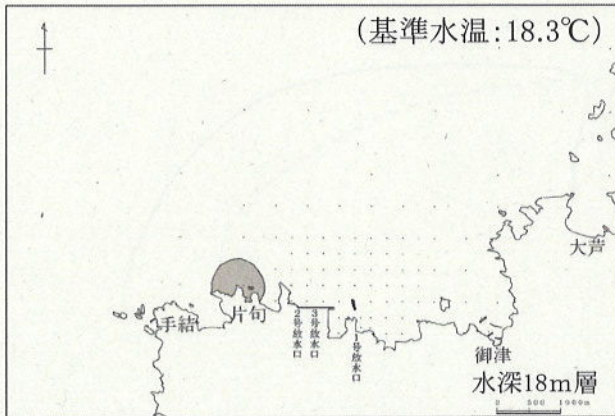 (基準水温:18.3℃)
大芦
手結
片句
2号放水口
3号放水口
1号放水口
御津
水深18m層
0 500 1000m